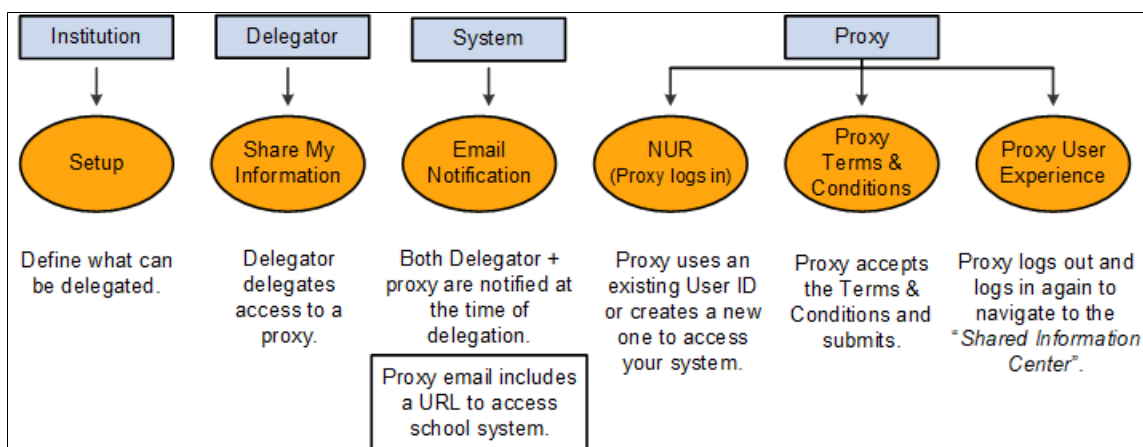 Institution
Delegator
System
Proxy
Setup
Share My
Information
Email
Notification
NUR
(Proxy logs in)
Proxy
Terms &
Conditions
Proxy User
Experience
Define what can
be delegated.
Delegator
delegates
access to a
proxy.
Both Delegator +
proxy are notified at
the time of
delegation.
Proxy email includes
a URL to access
school system.
Proxy uses an
existing User ID
or creates a new
one to access
your system.
Proxy accepts
the Terms &
Conditions and
submits.
Proxy logs out and
logs in again to
navigate to the
“Shared Information
Center”.